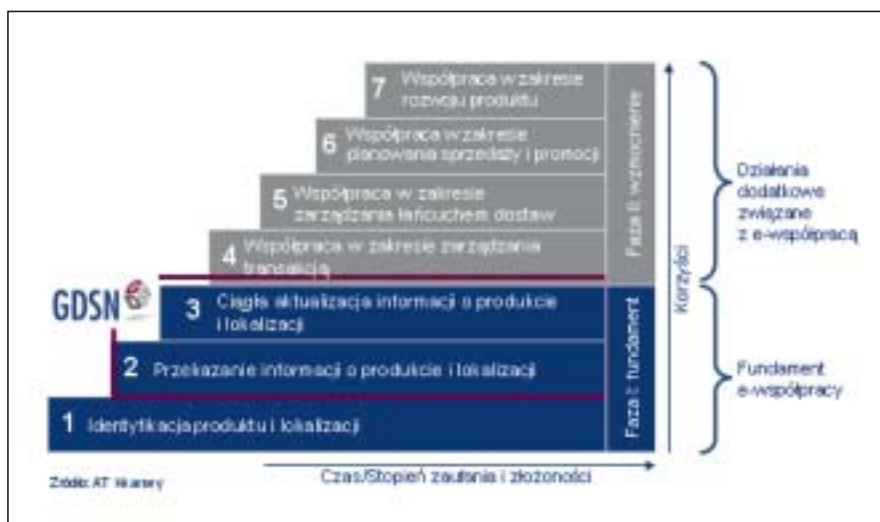 7 Współpraca w zakresie
rozwoju produktu
6 Współpraca w zakresie
planowania sprzedaży i promocji
5 Współpraca w zakresie
zarządzania łańcuchem dostaw
4 Współpraca w zakresie zarządzania
transakcją
GDSN
3 Ciągła aktualizacja informacji o produkcie
i lokalizacji
2 Przekazanie informacji o produkcie i lokalizacji
1 Identyfikacja produktu i lokalizacji
Faza II: wzmocnienie
Faza I: fundament
Korzyści
Działania
dodatkowe
związane
z e-współpracą
Fundament
e-współpracy
Czas/Stopień zaufania i złożoności
Źródło: AT